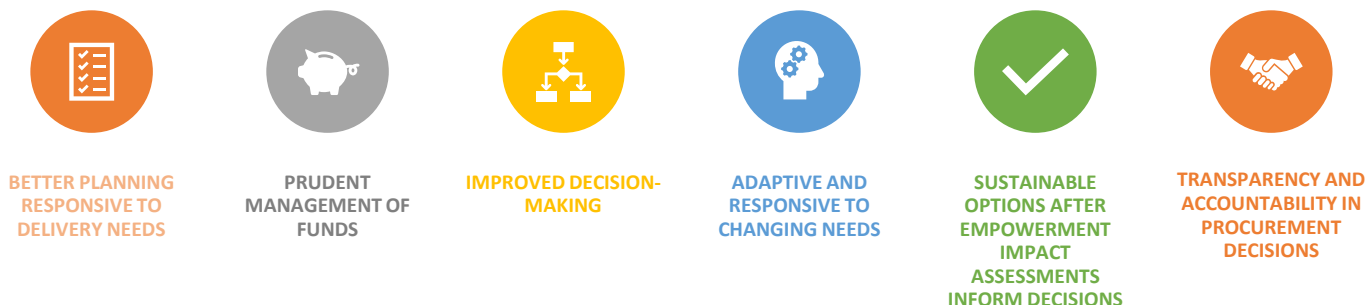 BETTER PLANNING
RESPONSIVE TO
DELIVERY NEEDS
PRUDENT
MANAGEMENT OF
FUNDS
IMPROVED DECISION-
MAKING
ADAPTIVE AND
RESPONSIVE TO
CHANGING NEEDS
SUSTAINABLE
OPTIONS AFTER
EMPOWERMENT
IMPACT
ASSESSMENTS
INFORM DECISIONS
TRANSPARENCY AND
ACCOUNTABILITY IN
PROCUREMENT
DECISIONS